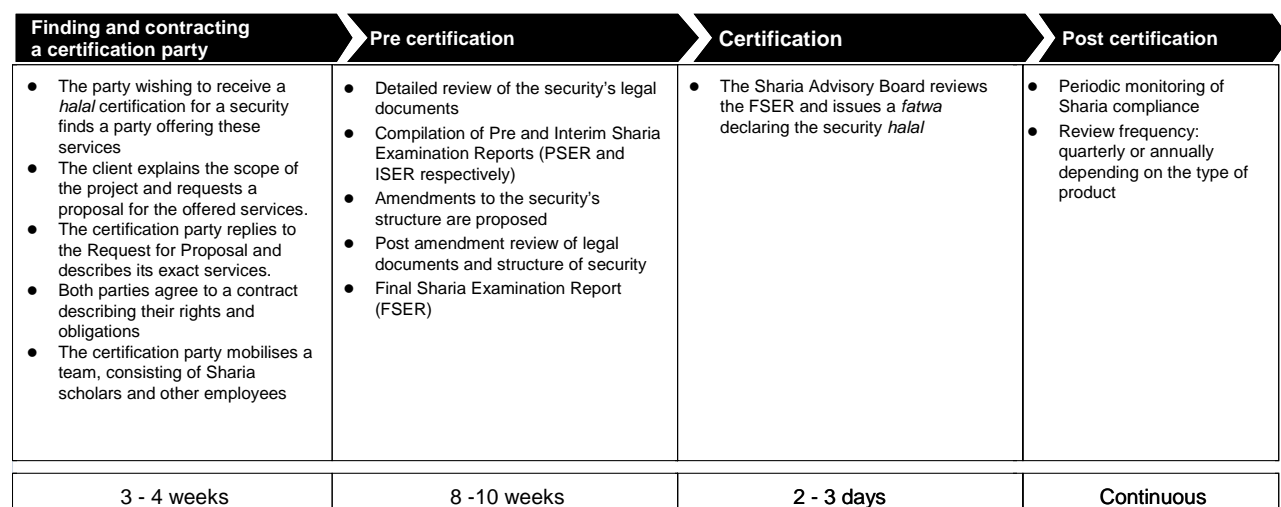 Finding and contracting
a certification party
Pre certification
Certification
Post certification
● The party wishing to receive a
halal certification for a security
finds a party offering these
services
● The client explains the scope of
the project and requests a
proposal for the offered services.
● The certification party replies to
the Request for Proposal and
describes its exact services.
● Both parties agree to a contract
describing their rights and
obligations
● The certification party mobilises a
team, consisting of Sharia
scholars and other employees
● Detailed review of the security's legal
documents
● Compilation of Pre and Interim Sharia
Examination Reports (PSER and
ISER respectively)
● Amendments to the security's
structure are proposed
● Post amendment review of legal
documents and structure of security
● Final Sharia Examination Report
(FSER)
● The Sharia Advisory Board reviews
the FSER and issues a fatwa
declaring the security halal
● Periodic monitoring of
Sharia compliance
● Review frequency:
quarterly or annually
depending on the type of
product
3 - 4 weeks
8 -10 weeks
2 - 3 days
Continuous